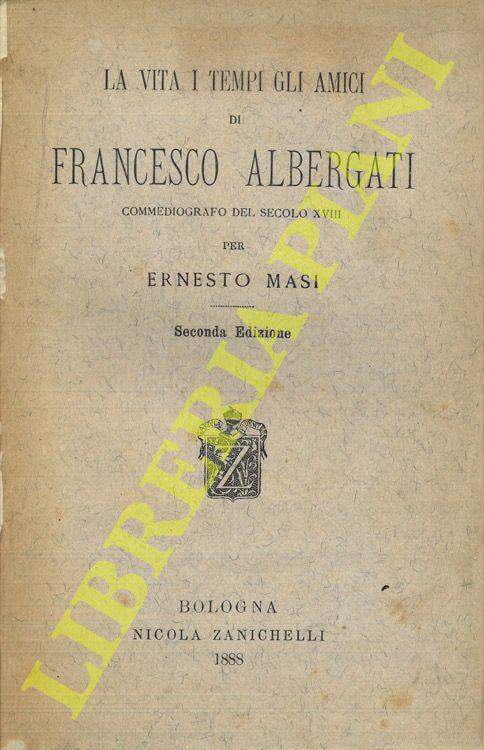 LA VITA I TEMPI GLI AMICI
DI
FRANCESCO ALBERGATI
COMMEDIOGRAFO DEL SECOLO XVIII
PER
ERNESTO MASI
Seconda Edizione
Z
BOLOGNA
NICOLA ZANICHELLI
1888
LIBRERIA PIANI